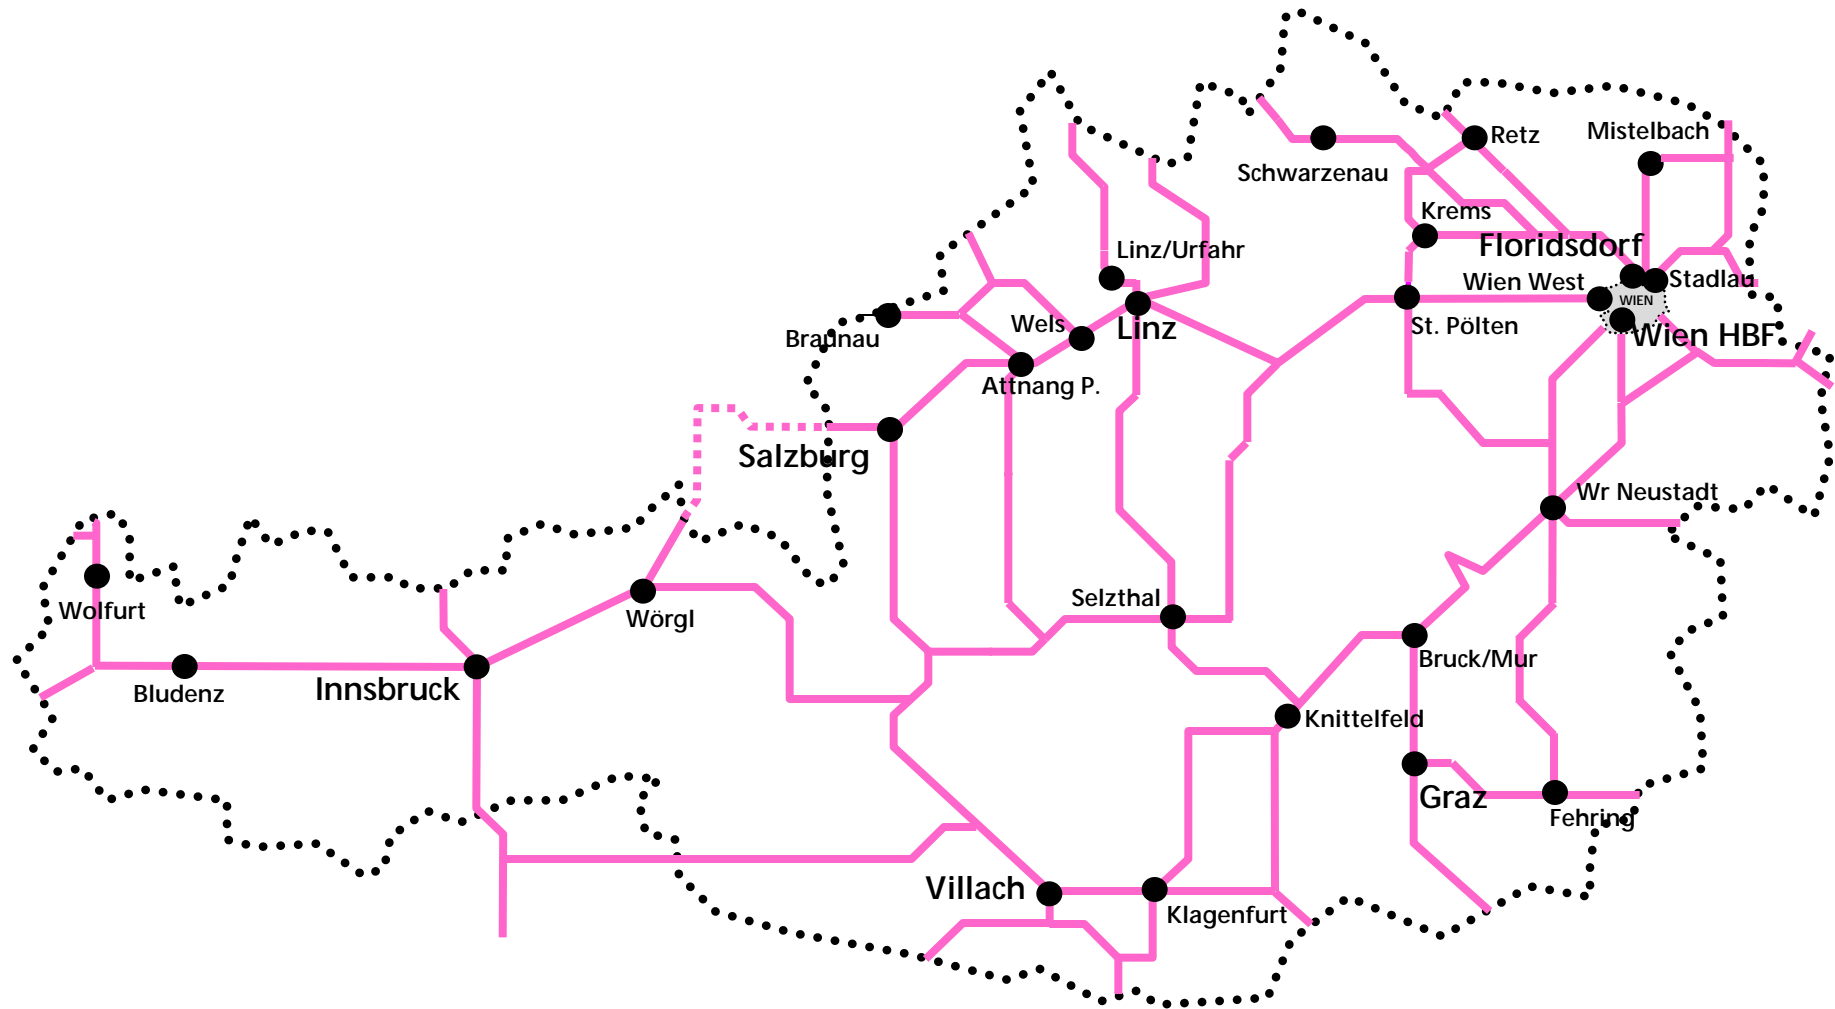 Retz
Mistelbach
Schwarzenau
Krems
Floridsdorf
Linz/Urfahr
Wien West
Stadlau
WIEN
Wels
Linz
St. Pölten
Wien HBF
Braunau
Attnang P.
Salzburg
Wr Neustadt
Wolfurt
Wörgl
Selzthal
Bruck/Mur
Bludenz
Innsbruck
Knittelfeld
Graz
Fehring
Villach
Klagenfurt